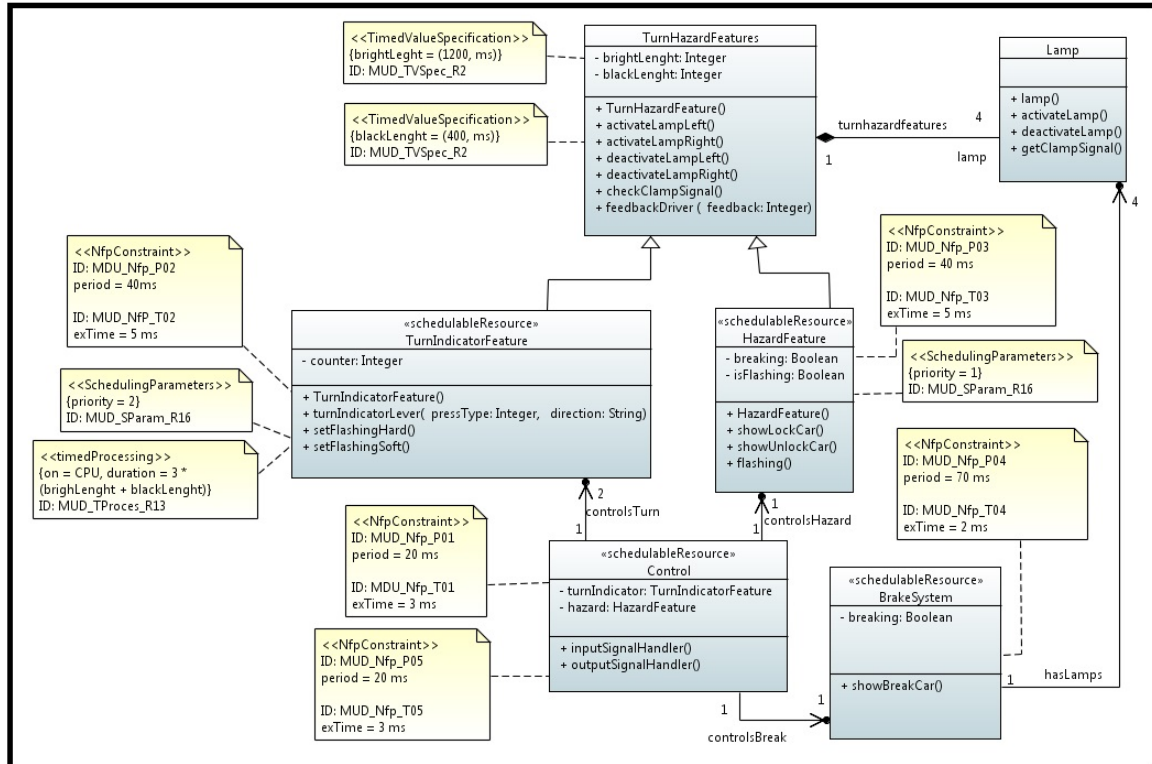 <<TimedValueSpecification>>
{brightLeght = (1200, ms)}
ID: MUD_TVSpec_R2
<<TimedValueSpecification>>
{blackLenght = (400, ms)}
ID: MUD_TVSpec_R2
TurnHazardFeatures
- brightLenght: Integer
- blackLenght: Integer
+ TurnHazardFeature()
+ activateLampLeft()
+ activateLampRight()
+ deactivateLampLeft()
+ deactivateLampRight()
+ checkClampSignal()
+ feedbackDriver ( feedback: Integer)
turnhazardfeatures
4
1
lamp
Lamp
+ lamp()
+ activateLamp()
+ deactivateLamp()
+ getClampSignal()
4
<<NfpConstraint>>
ID: MDU_Nfp_P02
period = 40ms
ID: MUD_NfP_T02
exTime = 5 ms
<<SchedulingParameters>>
{priority = 2}
ID: MUD_SParam_R16
<<timedProcessing>>
{on = CPU, duration = 3 *
(brighLenght + blackLenght)}
ID: MUD_TProces_R13
«schedulableResource»
TurnIndicatorFeature
- counter: Integer
+ TurnIndicatorFeature()
+ turnIndicatorLever( pressType: Integer, direction: String)
+ setFlashingHard()
+ setFlashingSoft()
«schedulableResource»
HazardFeature
- breaking: Boolean
- isFlashing: Boolean
+ HazardFeature()
+ showLockCar()
+ showUnlockCar()
+ flashing()
<<NfpConstraint>>
ID: MUD_Nfp_P03
period = 40 ms
ID: MUD_Nfp_T03
exTime = 5 ms
<<SchedulingParameters>>
{priority = 1}
ID: MUD_SParam_R16
<<NfpConstraint>>
ID: MUD_Nfp_P04
period = 70 ms
ID: MUD_Nfp_T04
exTime = 2 ms
2
controlsTurn
1
1
controlsHazard
1
<<NfpConstraint>>
ID: MUD_Nfp_P01
period = 20 ms
ID: MDU_Nfp_T01
exTime = 3 ms
<<NfpConstraint>>
ID: MUD_Nfp_P05
period = 20 ms
ID: MUD_Nfp_T05
exTime = 3 ms
«schedulableResource»
Control
- turnIndicator: TurnIndicatorFeature
- hazard: HazardFeature
+ inputSignalHandler()
+ outputSignalHandler()
1
1
controlsBreak
«schedulableResource»
BrakeSystem
- breaking: Boolean
+ showBreakCar()
1
hasLamps